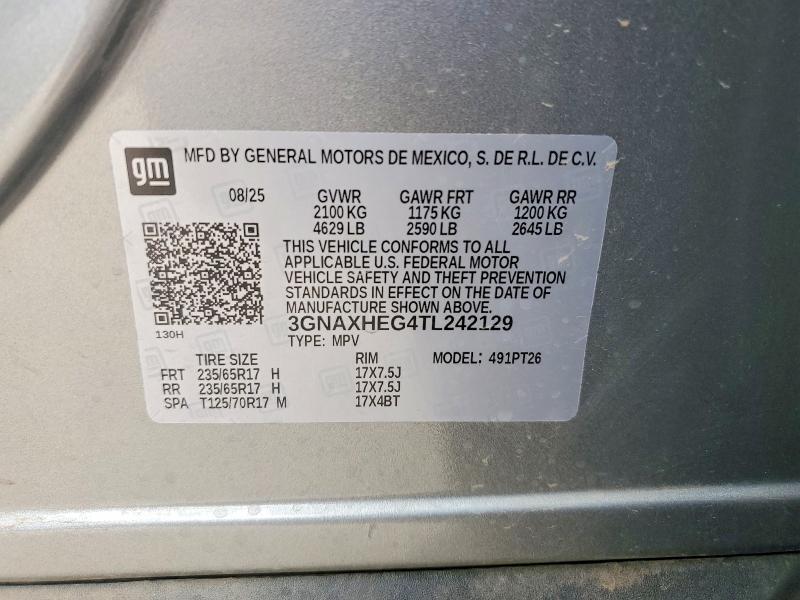 gm
MFD BY GENERAL MOTORS DE MEXICO, S. DE R.L. DE C.V.
08/25 GVWR GAWR FRT GAWR RR
2100 KG 1175 KG 1200 KG
4629 LB 2590 LB 2645 LB
THIS VEHICLE CONFORMS TO ALL
APPLICABLE U.S. FEDERAL MOTOR
VEHICLE SAFETY AND THEFT PREVENTION
STANDARDS IN EFFECT ON THE DATE OF
MANUFACTURE SHOWN ABOVE.
3GNAXHEG4TL242129
130H
TYPE: MPV
TIRE SIZE RIM MODEL: 491PT26
FRT 235/65R17 H 17X7.5J
RR 235/65R17 H 17X7.5J
SPA T125/70R17 M 17X4BT